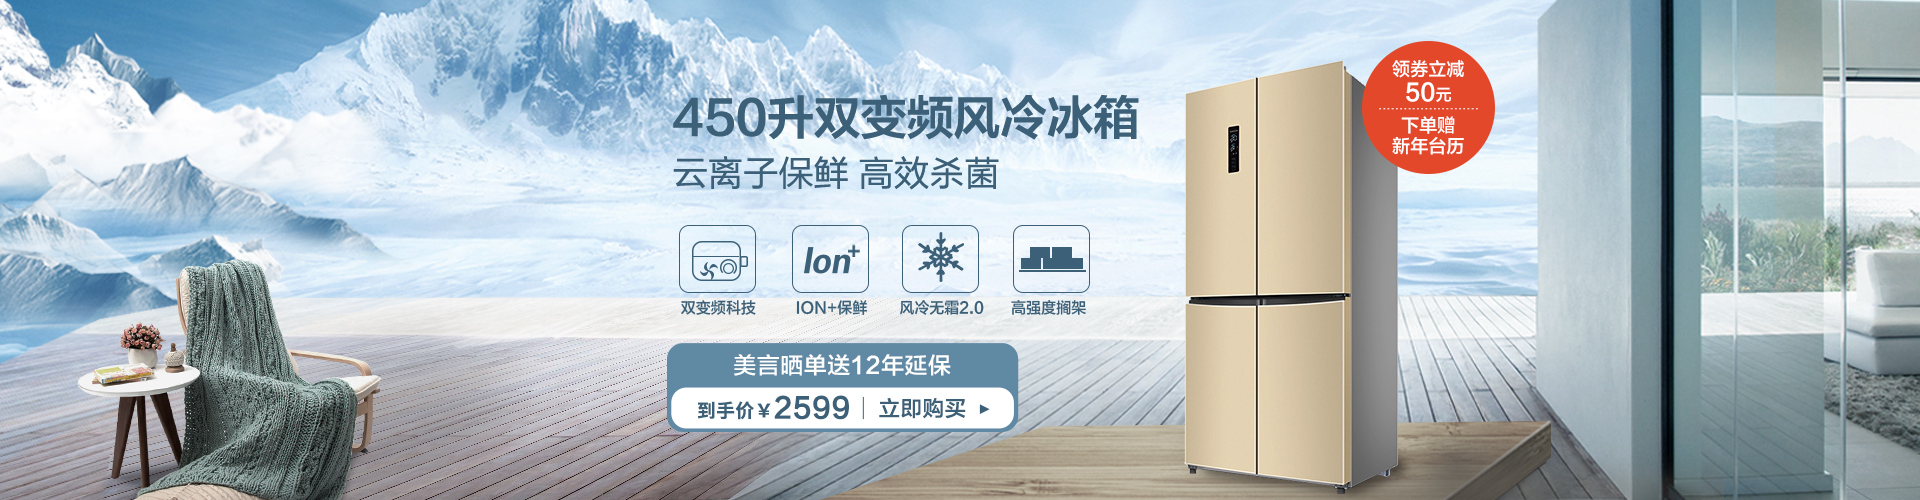 450升双变频风冷冰箱
云离子保鲜 高效杀菌
Ion+
双变频科技
ION+保鲜
风冷无霜2.0
高强度搁架
美言晒单送12年延保
到手价¥2599 | 立即购买
领券立减
50元
下单赠
新年台历